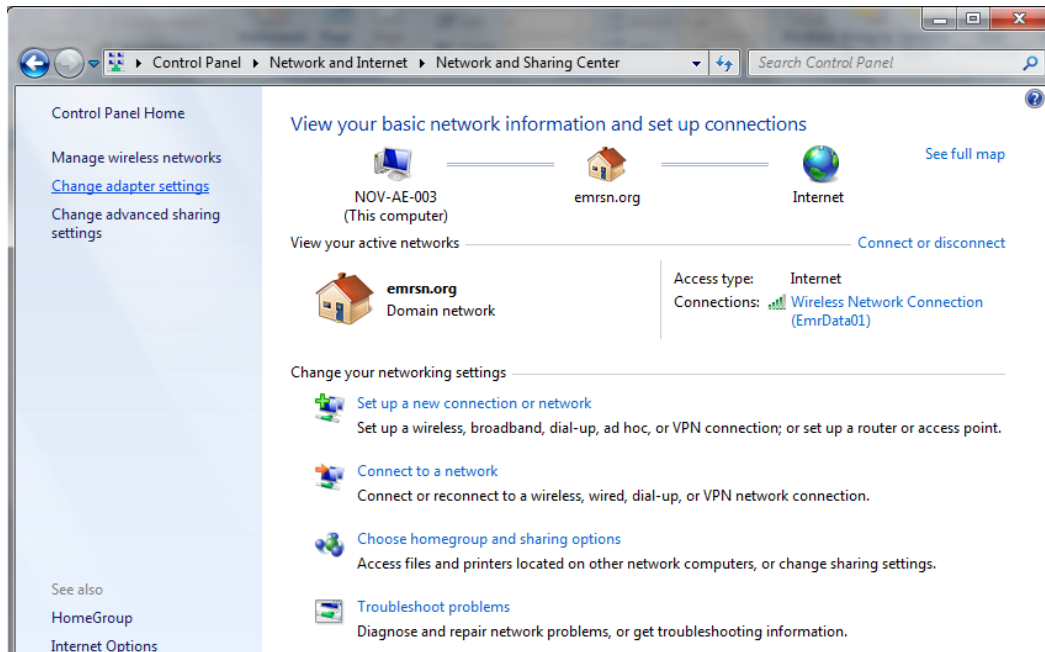 Control Panel ▸ Network and Internet ▸ Network and Sharing Center
Search Control Panel
Control Panel Home
Manage wireless networks
Change adapter settings
Change advanced sharing
settings
See also
HomeGroup
Internet Options
View your basic network information and set up connections
See full map
NOV-AE-003
(This computer)
emrsn.org
Internet
View your active networks
Connect or disconnect
emrsn.org
Domain network
Access type: Internet
Connections: Wireless Network Connection
(EmrData01)
Change your networking settings
Set up a new connection or network
Set up a wireless, broadband, dial-up, ad hoc, or VPN connection; or set up a router or access point.
Connect to a network
Connect or reconnect to a wireless, wired, dial-up, or VPN network connection.
Choose homegroup and sharing options
Access files and printers located on other network computers, or change sharing settings.
Troubleshoot problems
Diagnose and repair network problems, or get troubleshooting information.